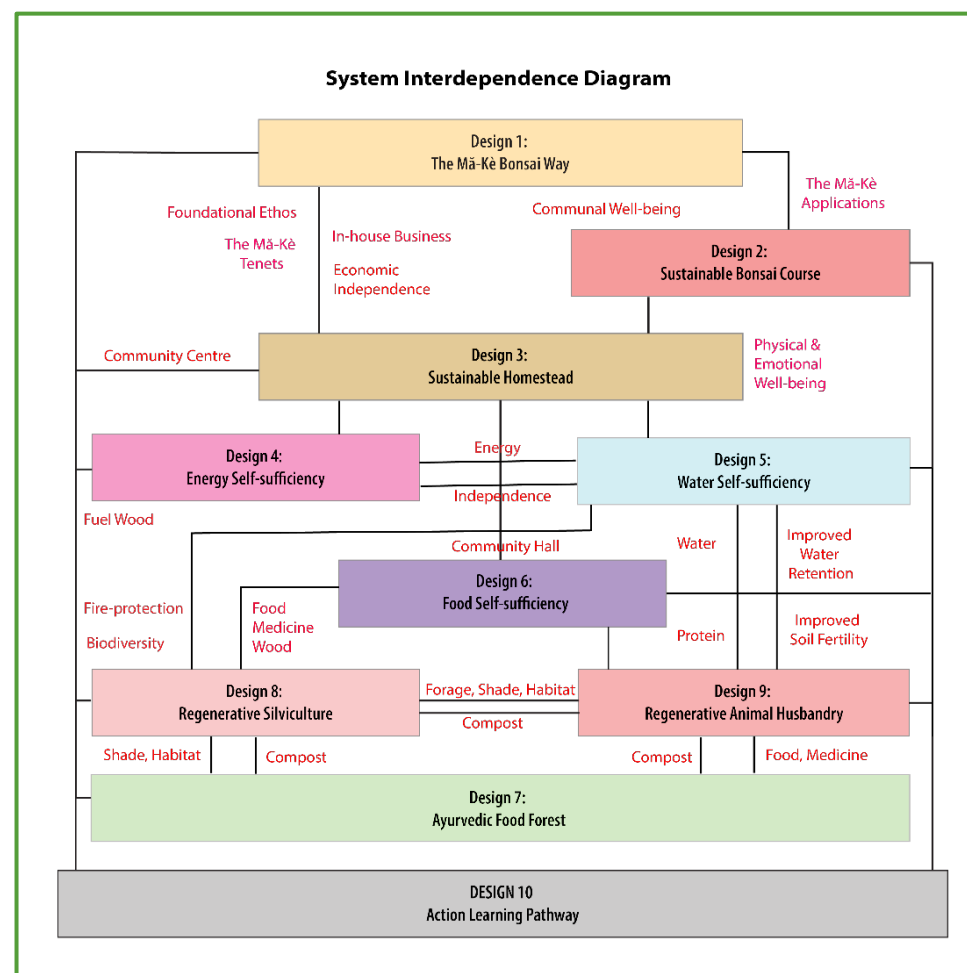 System Interdependence Diagram
Design 1:
The Mă-Kè Bonsai Way
Foundational Ethos
The Mă-Kè
Tenets
In-house Business
Economic
Independence
Communal Well-being
The Mă-Kè
Applications
Design 2:
Sustainable Bonsai Course
Community Centre
Design 3:
Sustainable Homestead
Physical &
Emotional
Well-being
Design 4:
Energy Self-sufficiency
Energy
Independence
Design 5:
Water Self-sufficiency
Fuel Wood
Community Hall
Water
Improved
Water
Retention
Design 6:
Food Self-sufficiency
Fire-protection
Biodiversity
Food
Medicine
Wood
Protein
Improved
Soil Fertility
Design 8:
Regenerative Silviculture
Forage, Shade, Habitat
Compost
Design 9:
Regenerative Animal Husbandry
Shade, Habitat
Compost
Compost
Food, Medicine
Design 7:
Ayurvedic Food Forest
DESIGN 10
Action Learning Pathway